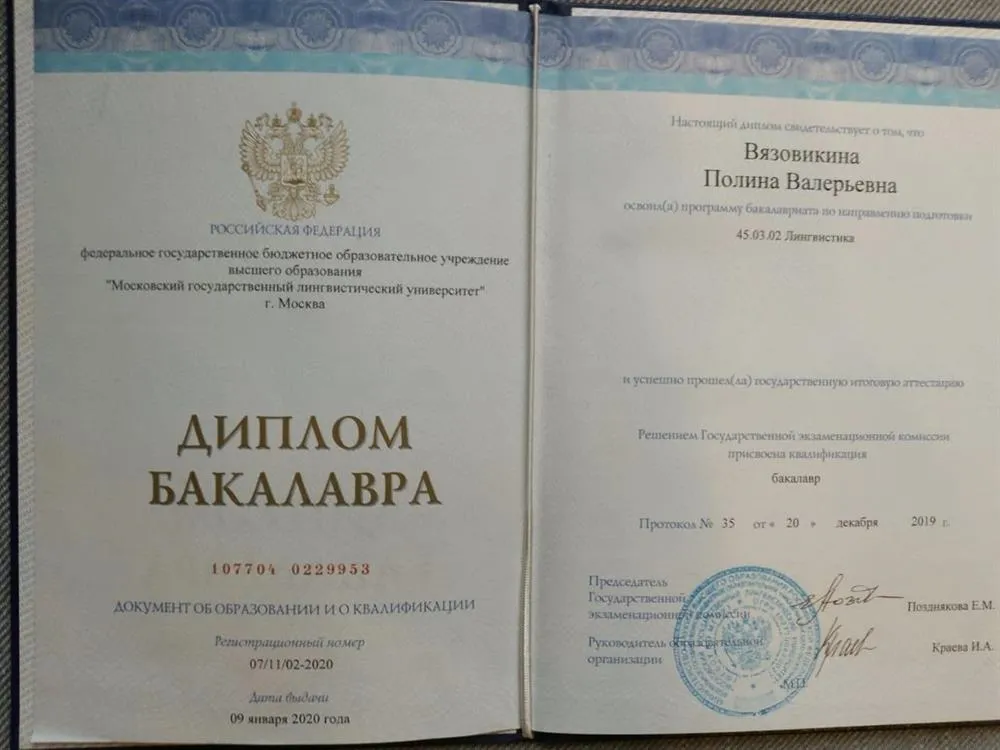 РОССИЙСКАЯ ФЕДЕРАЦИЯ
федеральное государственное бюджетное образовательное учреждение
высшего образования
"Московский государственный лингвистический университет"
г. Москва
ДИПЛОМ
БАКАЛАВРА
107704 0229953
ДОКУМЕНТ ОБ ОБРАЗОВАНИИ И О КВАЛИФИКАЦИИ
Регистрационный номер
07/11/02-2020
Дата выдачи
09 января 2020 года
Настоящий диплом свидетельствует о том, что
Вязовикина
Полина Валерьевна
освоил(а) программу бакалавриата по направлению подготовки
45.03.02 Лингвистика
и успешно прошел(ла) государственную итоговую аттестацию
Решением Государственной экзаменационной комиссии
присвоена квалификация
бакалавр
Протокол № 35 от « 20 » декабря 2019 г.
Председатель
Государственной
экзаменационной комиссии
Позднякова Е.М.
Руководитель образовательной
организации
Краева И.А.
М.П.